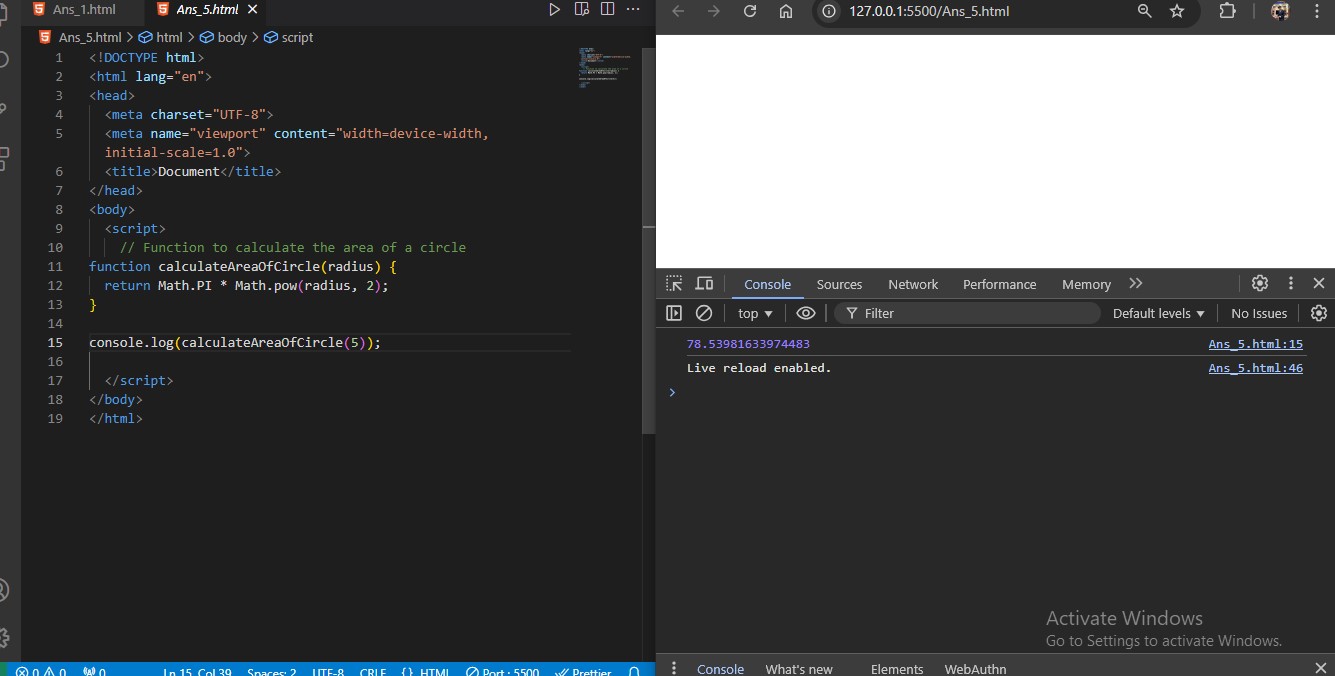 Ans_1.html
Ans_5.html
Ans_5.html > html > body > script
1 <!DOCTYPE html>
2 <html lang="en">
3 <head>
4 <meta charset="UTF-8">
5 <meta name="viewport" content="width=device-width,
initial-scale=1.0">
6 <title>Document</title>
7 </head>
8 <body>
9 <script>
10 // Function to calculate the area of a circle
11 function calculateAreaOfCircle(radius) {
12 return Math.PI * Math.pow(radius, 2);
13 }
14
15 console.log(calculateAreaOfCircle(5));
16
17 </script>
18 </body>
19 </html>
0 0 0 Ln 15, Col 39 Spaces: 2 UTF-8 CRLF {} HTML Port : 5500 Prettier
127.0.0.1:5500/Ans_5.html
Console Sources Network Performance Memory
top Filter Default levels No Issues
78.53981633974483 Ans_5.html:15
Live reload enabled. Ans_5.html:46
Activate Windows
Go to Settings to activate Windows.
Console What's new Elements WebAuthn